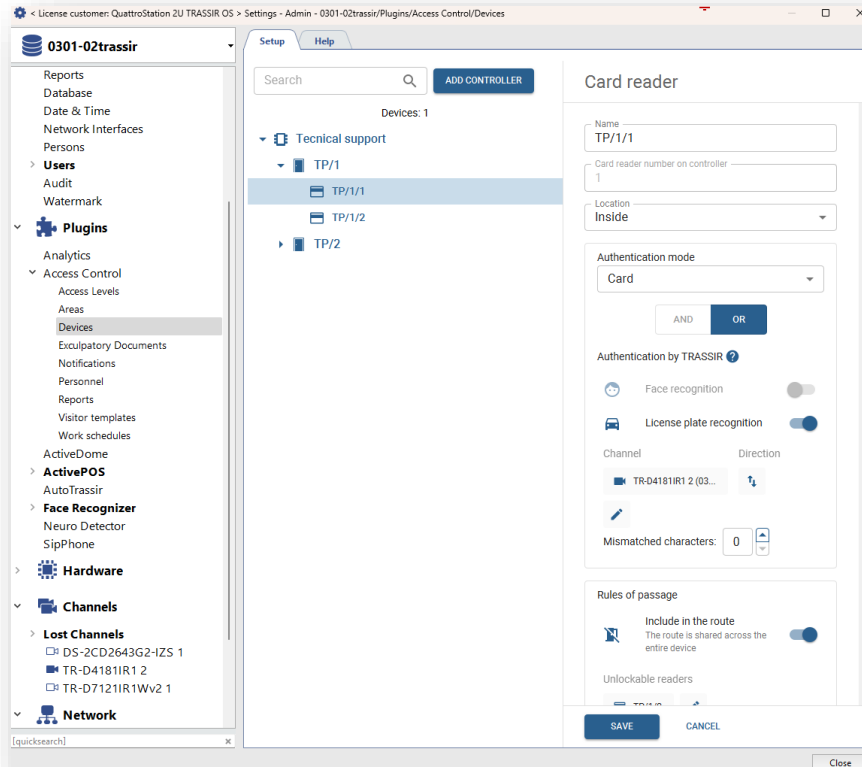 < License customer: QuattroStation 2U TRASSIR OS > Settings - Admin - 0301-02trassir/Plugins/Access Control/Devices
0301-02trassir
Reports
Database
Date & Time
Network Interfaces
Persons
Users
Audit
Watermark
Plugins
Analytics
Access Control
Access Levels
Areas
Devices
Exculpatory Documents
Notifications
Personnel
Reports
Visitor templates
Work schedules
ActiveDome
ActivePOS
AutoTrassir
Face Recognizer
Neuro Detector
SipPhone
Hardware
Channels
Lost Channels
DS-2CD2643G2-IZS 1
TR-D4181IR1 2
TR-D7121IR1Wv2 1
Network
[quicksearch]
Setup Help
Search
ADD CONTROLLER
Devices: 1
Tecnical support
TP/1
TP/1/1
TP/1/2
TP/2
Card reader
Name
TP/1/1
Card reader number on controller
1
Location
Inside
Authentication mode
Card
AND OR
Authentication by TRASSIR ?
Face recognition
License plate recognition
Channel Direction
TR-D4181IR1 2 (03...
Mismatched characters: 0
Rules of passage
Include in the route
The route is shared across the
entire device
Unlockable readers
SAVE CANCEL
Close